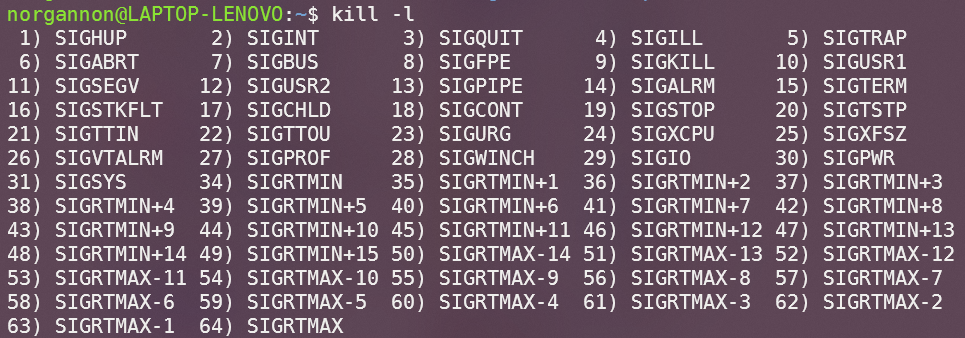 norgannon@LAPTOP-LENOVO:~$ kill -l
 1) SIGHUP       2) SIGINT       3) SIGQUIT      4) SIGILL       5) SIGTRAP
 6) SIGABRT      7) SIGBUS       8) SIGFPE       9) SIGKILL     10) SIGUSR1
11) SIGSEGV     12) SIGUSR2     13) SIGPIPE     14) SIGALRM     15) SIGTERM
16) SIGSTKFLT   17) SIGCHLD     18) SIGCONT     19) SIGSTOP     20) SIGTSTP
21) SIGTTIN     22) SIGTTOU     23) SIGURG      24) SIGXCPU     25) SIGXFSZ
26) SIGVTALRM   27) SIGPROF     28) SIGWINCH    29) SIGIO       30) SIGPWR
31) SIGSYS      34) SIGRTMIN    35) SIGRTMIN+1  36) SIGRTMIN+2  37) SIGRTMIN+3
38) SIGRTMIN+4  39) SIGRTMIN+5  40) SIGRTMIN+6  41) SIGRTMIN+7  42) SIGRTMIN+8
43) SIGRTMIN+9  44) SIGRTMIN+10 45) SIGRTMIN+11 46) SIGRTMIN+12 47) SIGRTMIN+13
48) SIGRTMIN+14 49) SIGRTMIN+15 50) SIGRTMAX-14 51) SIGRTMAX-13 52) SIGRTMAX-12
53) SIGRTMAX-11 54) SIGRTMAX-10 55) SIGRTMAX-9  56) SIGRTMAX-8  57) SIGRTMAX-7
58) SIGRTMAX-6  59) SIGRTMAX-5  60) SIGRTMAX-4  61) SIGRTMAX-3  62) SIGRTMAX-2
63) SIGRTMAX-1  64) SIGRTMAX